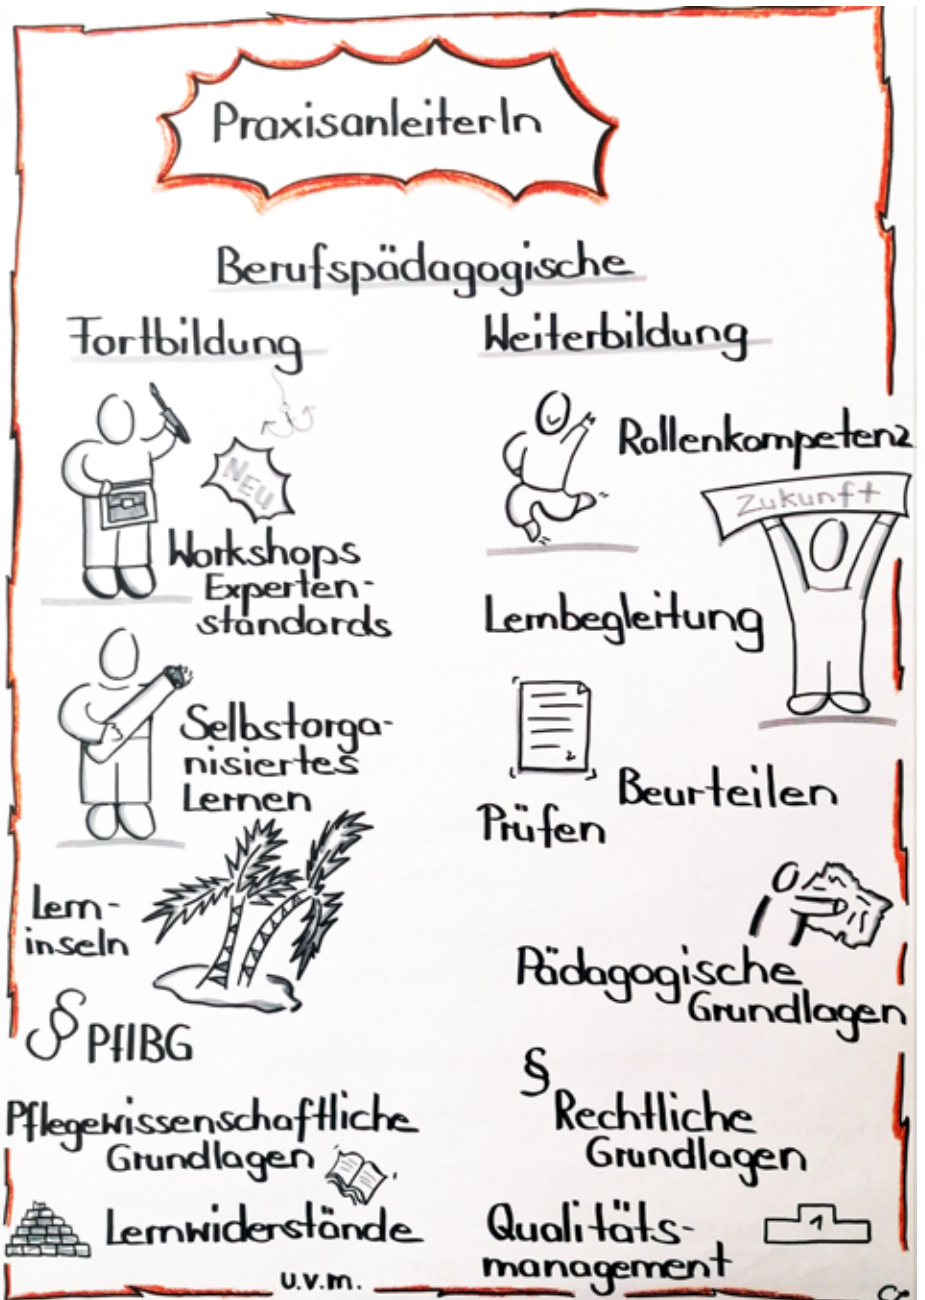 PraxisanleiterIn
Berufspädagogische
Fortbildung
NEU
Workshops
Experten-
standards
Selbstorga-
nisiertes
Lernen
Lern-
inseln
§ PflBG
Pflegewissenschaftliche
Grundlagen
Lernwiderstände
Weiterbildung
Rollenkompetenz
Zukunft
Lernbegleitung
Prüfen
Beurteilen
Pädagogische
Grundlagen
§
Rechtliche
Grundlagen
Qualitäts-
management
1
u.v.m.